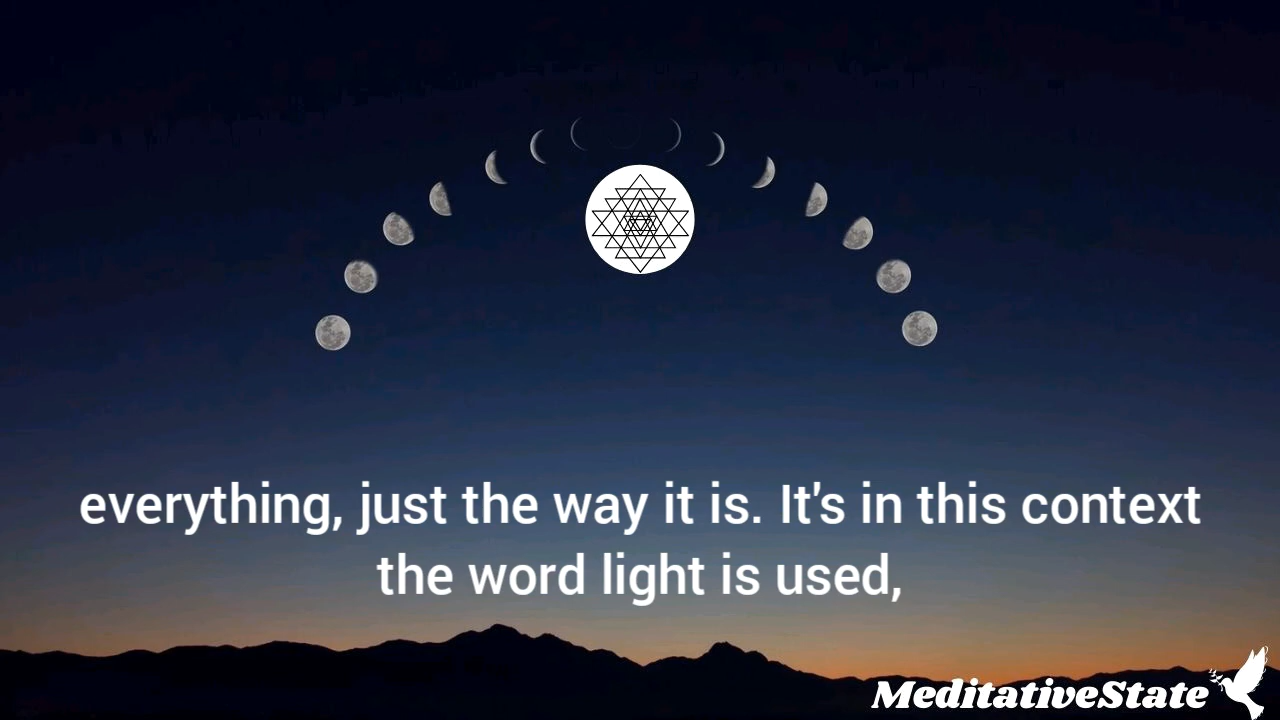 everything, just the way it is. It's in this context
the word light is used,
MeditativeState